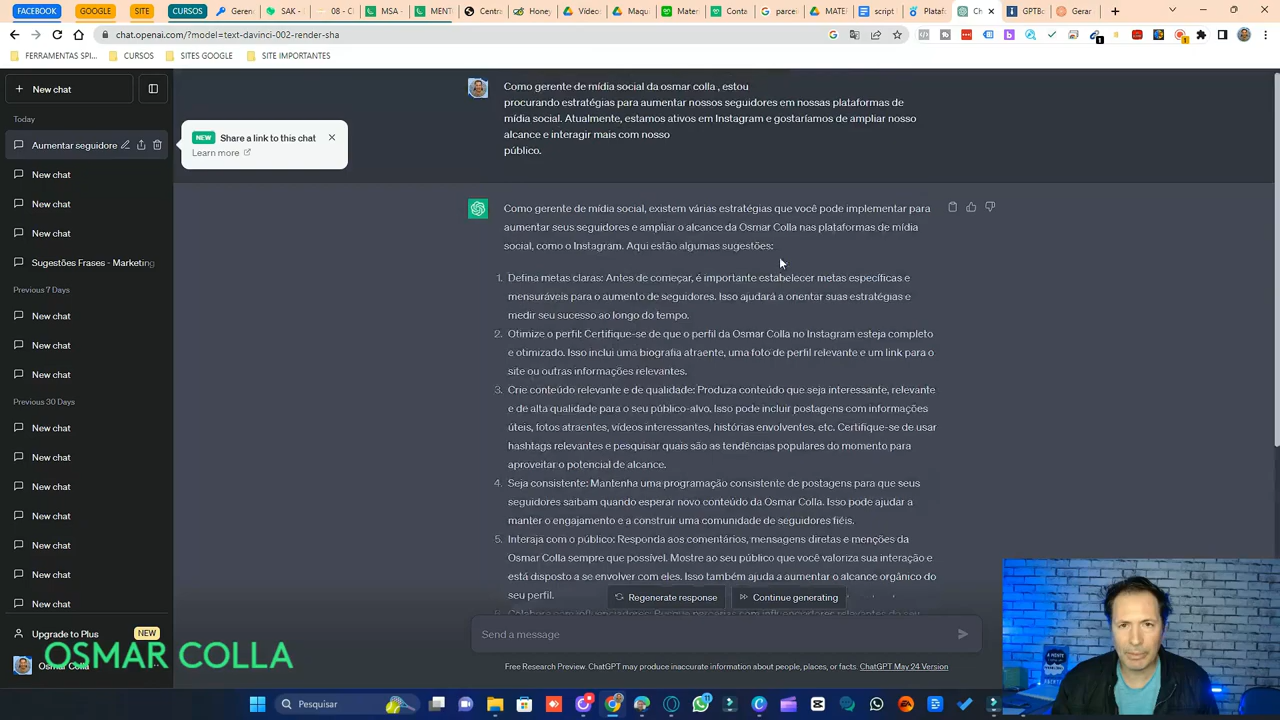 FACEBOOK
GOOGLE
SITE
CURSOS
Geren
SAK -
08 - C
MSA -
MENT
Centra
Honey
Vídeo
Maqu
Mater
Conta
parcer
MATE
script
Plataf
Ch
GPTBo
Gerar
chat.openai.com/?model=text-davinci-002-render-sha
FERRAMENTAS SPI...
CURSOS
SITES GOOGLE
SITE IMPORTANTES
New chat
Today
Aumentar seguidore
New chat
New chat
New chat
Sugestões Frases - Marketing
Previous 7 Days
New chat
New chat
New chat
Previous 30 Days
New chat
New chat
New chat
New chat
New chat
New chat
New chat
Upgrade to Plus
NEW
OSMAR COLLA
NEW Share a link to this chat
Learn more
Como gerente de mídia social da osmar colla , estou
procurando estratégias para aumentar nossos seguidores em nossas plataformas de
mídia social. Atualmente, estamos ativos em Instagram e gostaríamos de ampliar nosso
alcance e interagir mais com nosso
público.
Como gerente de mídia social, existem várias estratégias que você pode implementar para
aumentar seus seguidores e ampliar o alcance da Osmar Colla nas plataformas de mídia
social, como o Instagram. Aqui estão algumas sugestões:
1. Defina metas claras: Antes de começar, é importante estabelecer metas específicas e
mensuráveis para o aumento de seguidores. Isso ajudará a orientar suas estratégias e
medir seu sucesso ao longo do tempo.
2. Otimize o perfil: Certifique-se de que o perfil da Osmar Colla no Instagram esteja completo
e otimizado. Isso inclui uma biografia atraente, uma foto de perfil relevante e um link para o
site ou outras informações relevantes.
3. Crie conteúdo relevante e de qualidade: Produza conteúdo que seja interessante, relevante
e de alta qualidade para o seu público-alvo. Isso pode incluir postagens com informações
úteis, fotos atraentes, vídeos interessantes, histórias envolventes, etc. Certifique-se de usar
hashtags relevantes e pesquisar quais são as tendências populares do momento para
aproveitar o potencial de alcance.
4. Seja consistente: Mantenha uma programação consistente de postagens para que seus
seguidores saibam quando esperar novo conteúdo da Osmar Colla. Isso pode ajudar a
manter o engajamento e a construir uma comunidade de seguidores fiéis.
5. Interaja com o público: Responda aos comentários, mensagens diretas e menções da
Osmar Colla sempre que possível. Mostre ao seu público que você valoriza sua interação e
está disposto a se envolver com eles. Isso também ajuda a aumentar o alcance orgânico do
seu perfil.
Regenerate response
Continue generating
Send a message
Free Research Preview. ChatGPT may produce inaccurate information about people, places, or facts. ChatGPT May 24 Version
Pesquisar